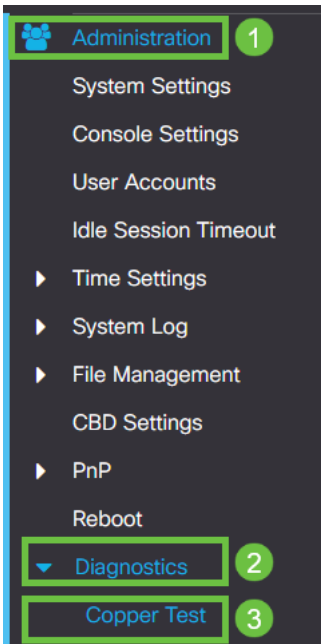 Administration 1
System Settings
Console Settings
User Accounts
Idle Session Timeout
Time Settings
System Log
File Management
CBD Settings
PnP
Reboot
Diagnostics 2
Copper Test 3